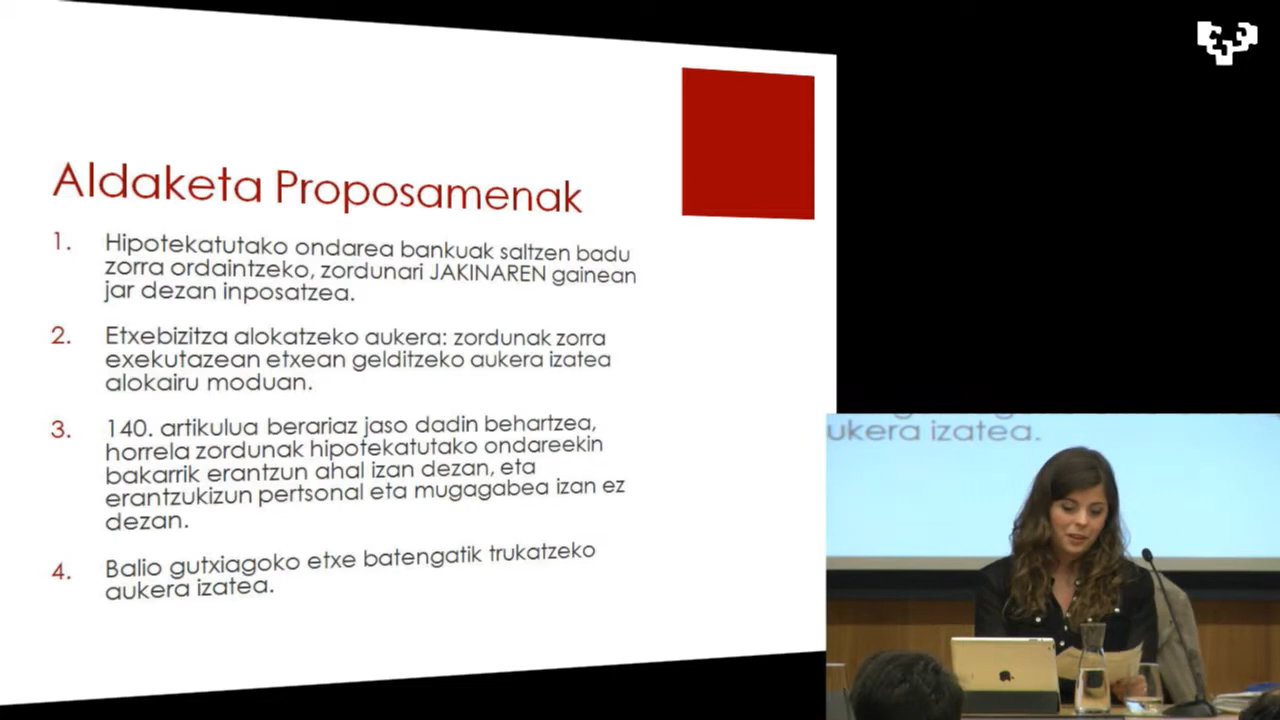 Aldaketa Proposamenak
1. Hipotekatutako ondarea bankuak saltzen badu
zorra ordaintzeko, zordunari JAKINAREN gainean
jar dezan inposatzea.
2. Etxebizitza alokatzeko aukera: zordunak zorra
exekutazean etxean gelditzeko aukera izatea
alokairu moduan.
3. 140. artikulua berariaz jaso dadin behartzea,
horrela zordunak hipotekatutako ondareekin
bakarrik erantzun ahal izan dezan, eta
erantzukizun pertsonal eta mugagabea izan ez
dezan.
4. Balio gutxiagoko etxe batengatik trukatzeko
aukera izatea.
ukera izatea.